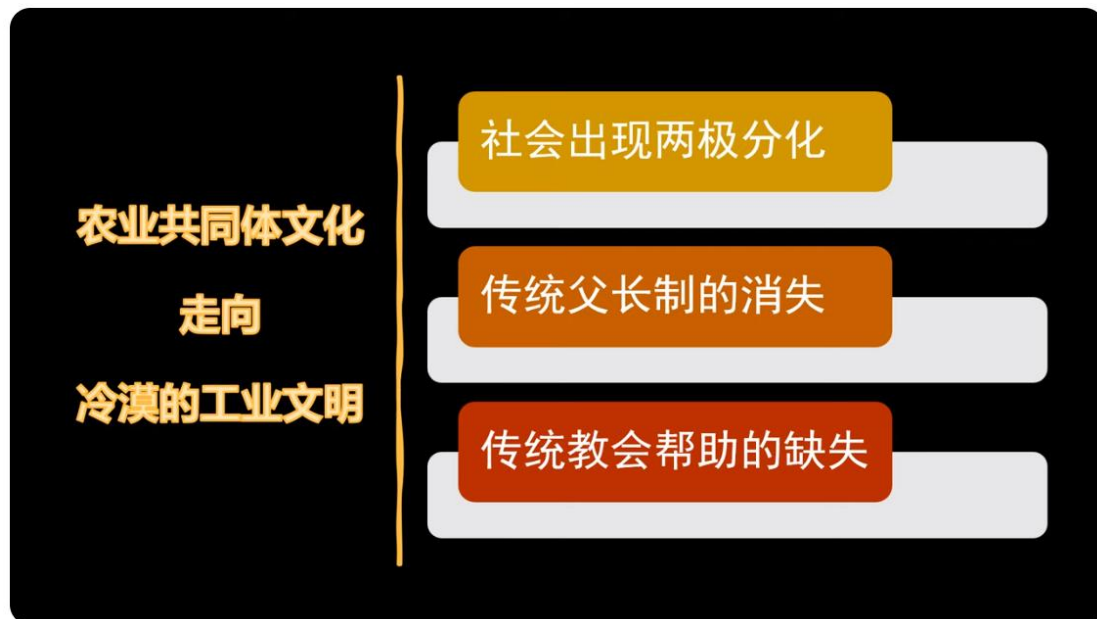 农业共同体文化
走向
冷漠的工业文明
社会出现两极分化
传统父长制的消失
传统教会帮助的缺失